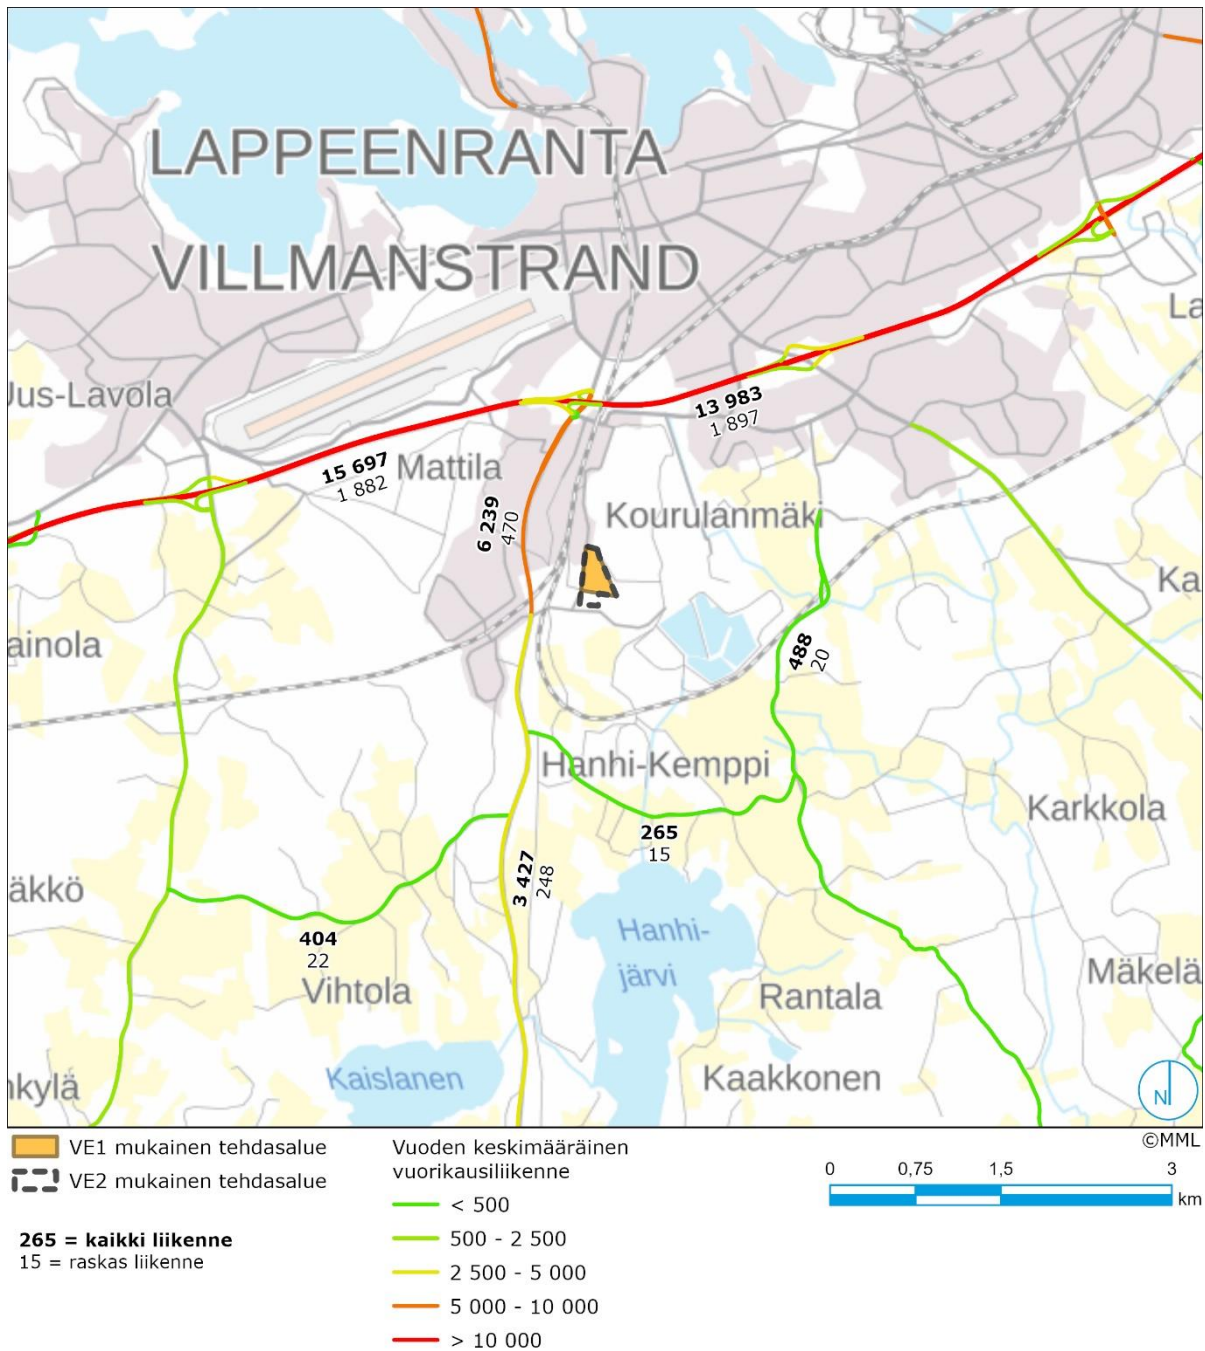 LAPPEENRANTA
VILLMANSTRAND
La
Jus-Lavola
13 983
1 897
15 697
1 882
Mattila
6 239
470
Kourulanmäki
Ka
ainola
488
20
Hanhi-Kemppi
Karkkola
265
15
3 427
248
äkkö
404
22
Hanhi-
järvi
Vihtola
Rantala
Mäkelä
Kaislanen
Kaakkonen
kylä
N
©MML
VE1 mukainen tehdasalue
VE2 mukainen tehdasalue
265 = kaikki liikenne
15 = raskas liikenne
Vuoden keskimääräinen
vuorikausiliikenne
< 500
500 - 2 500
2 500 - 5 000
5 000 - 10 000
> 10 000
0 0,75 1,5 3
km